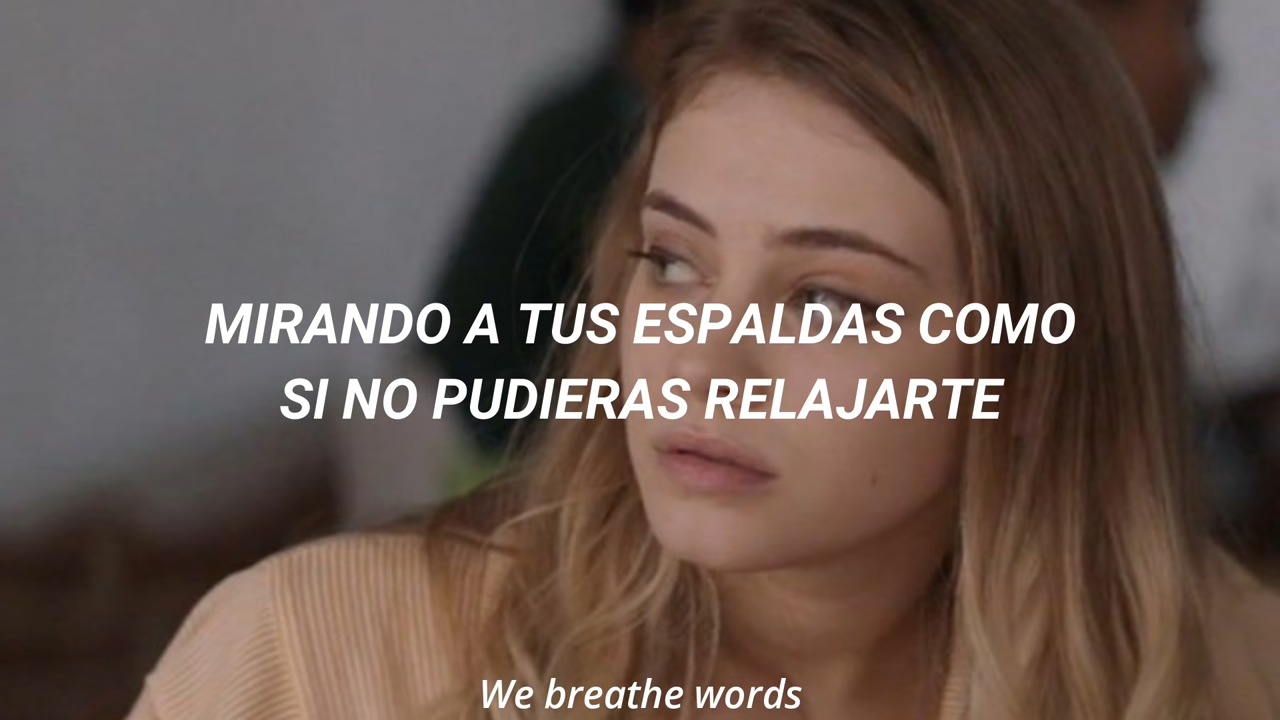 MIRANDO A TUS ESPALDAS COMO
SI NO PUDIERAS RELAJARTE
We breathe words